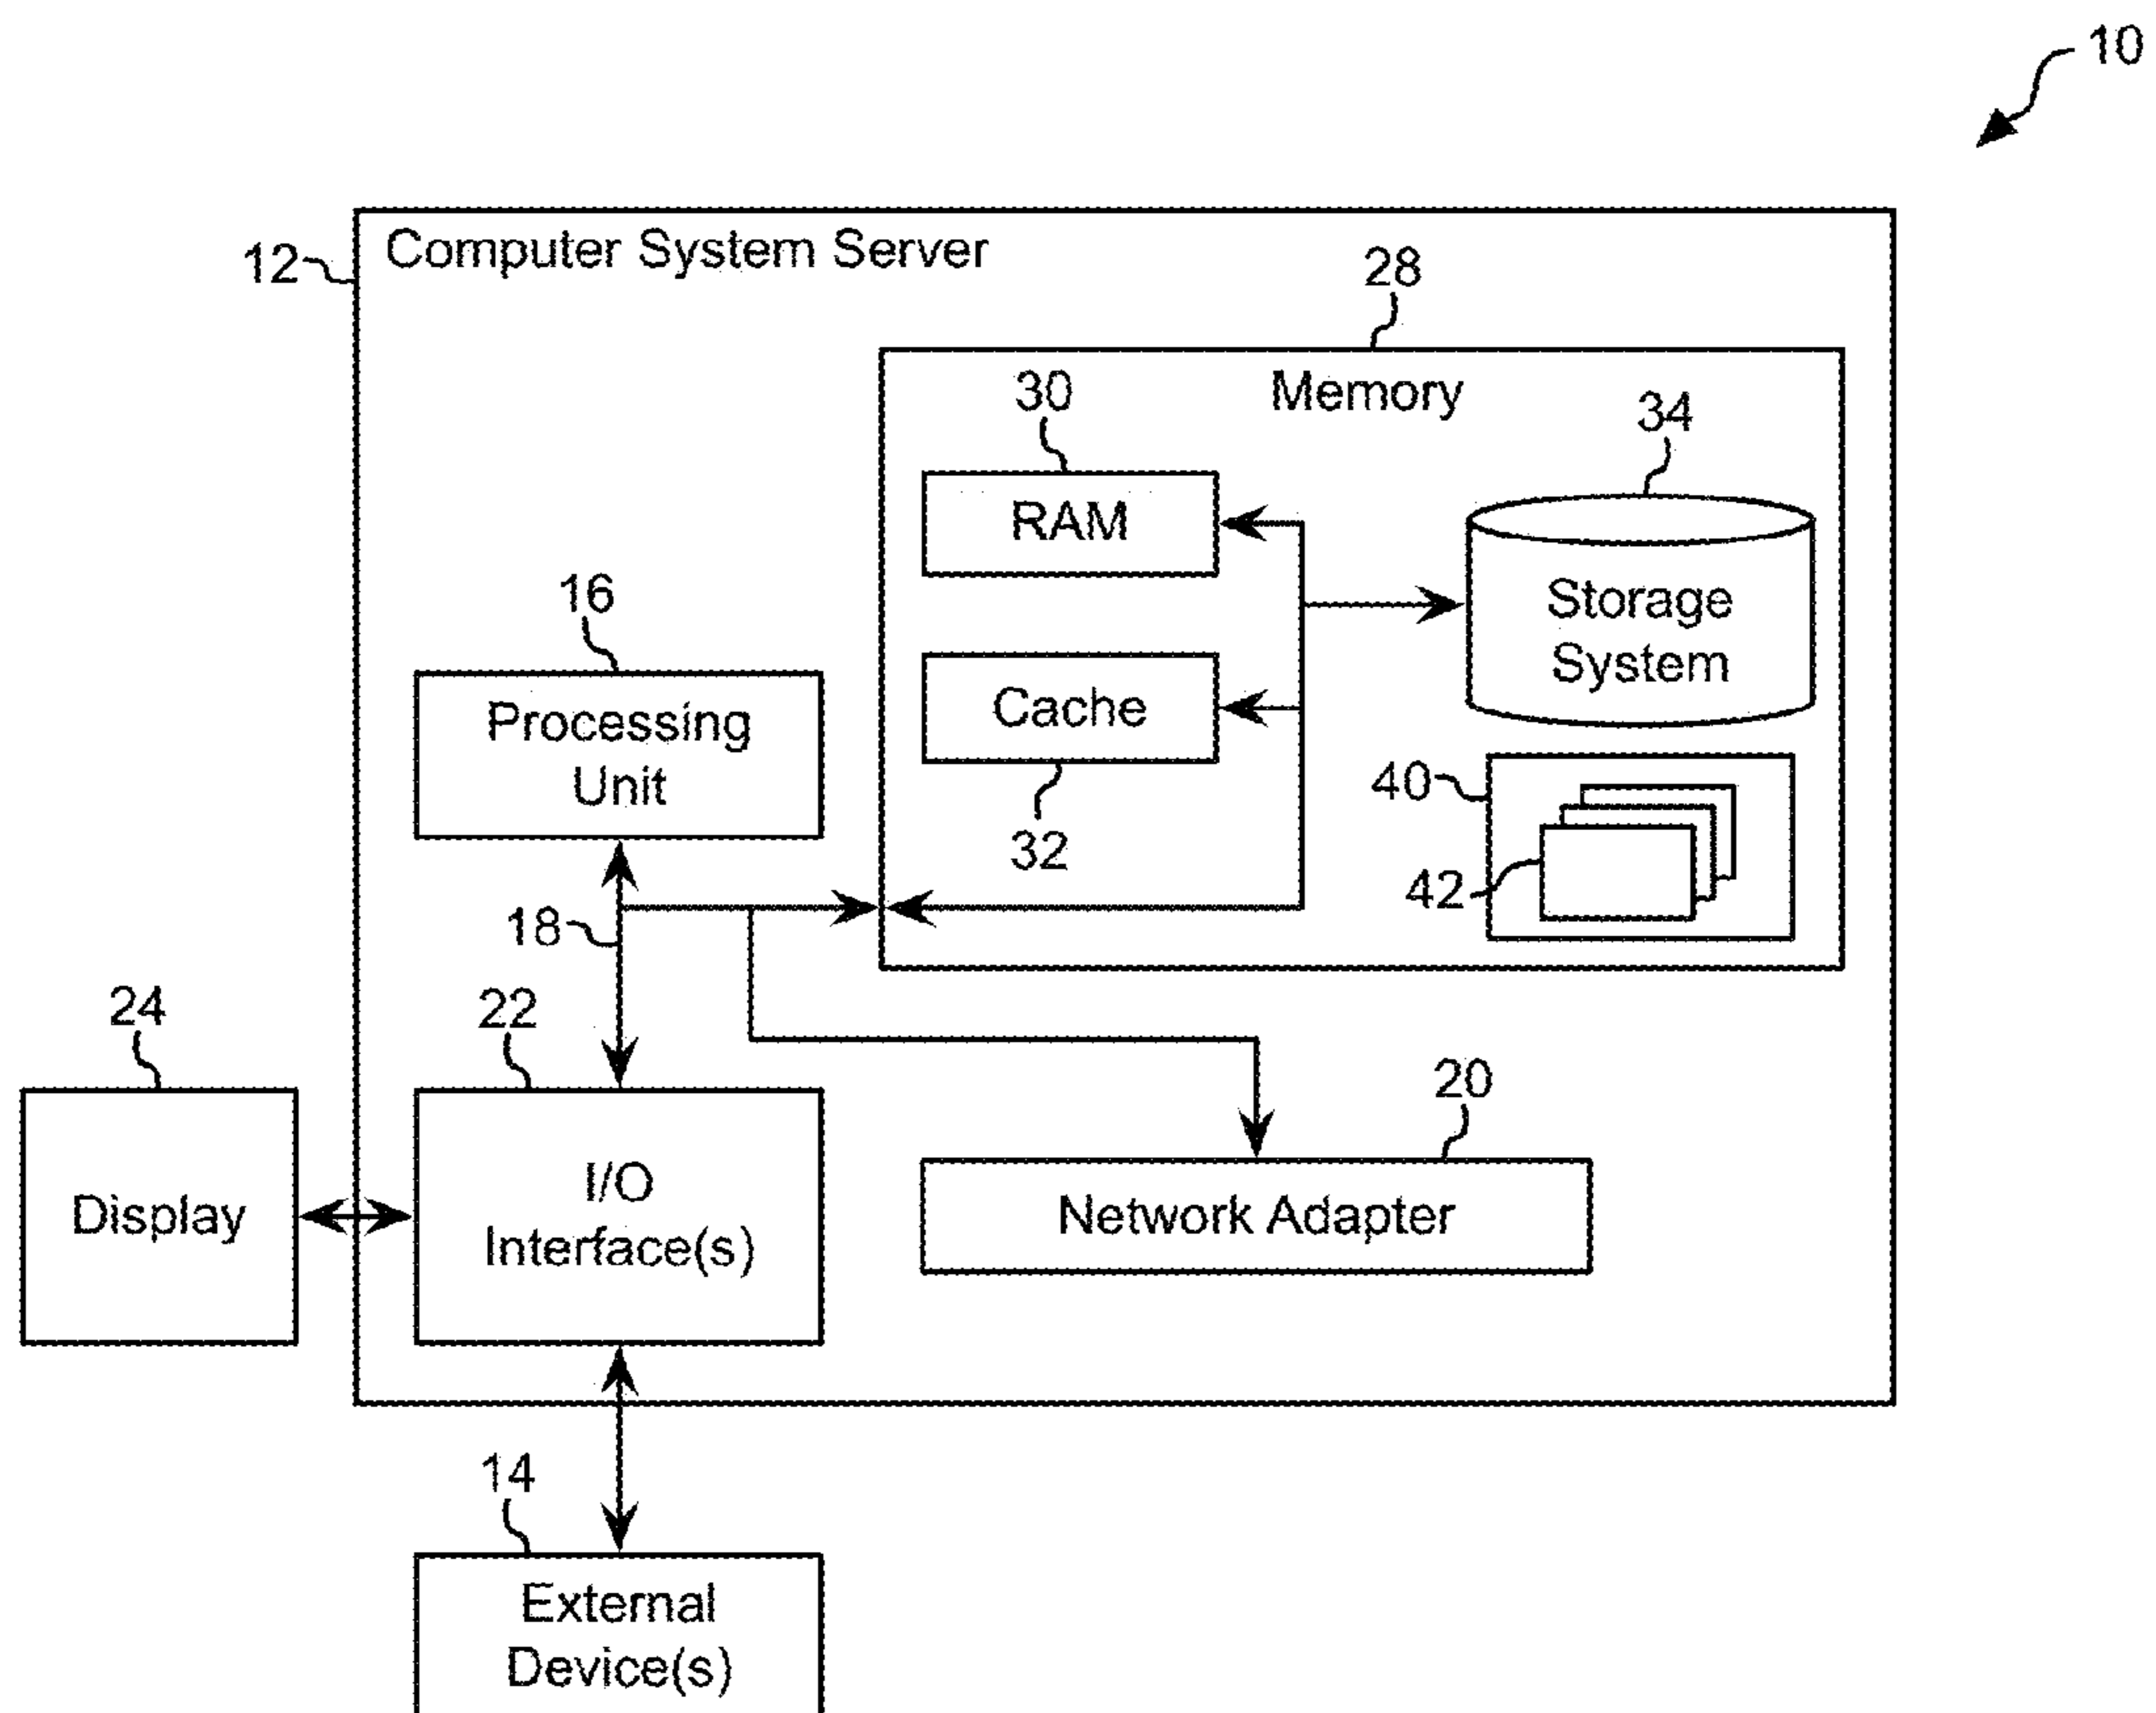 10
12
Computer System Server
28
Memory
30
34
RAM
Storage
System
16
Processing
Unit
Cache
32
40
42
18
24
22
20
Display
I/O
Interface(s)
Network Adapter
14
External
Device(s)